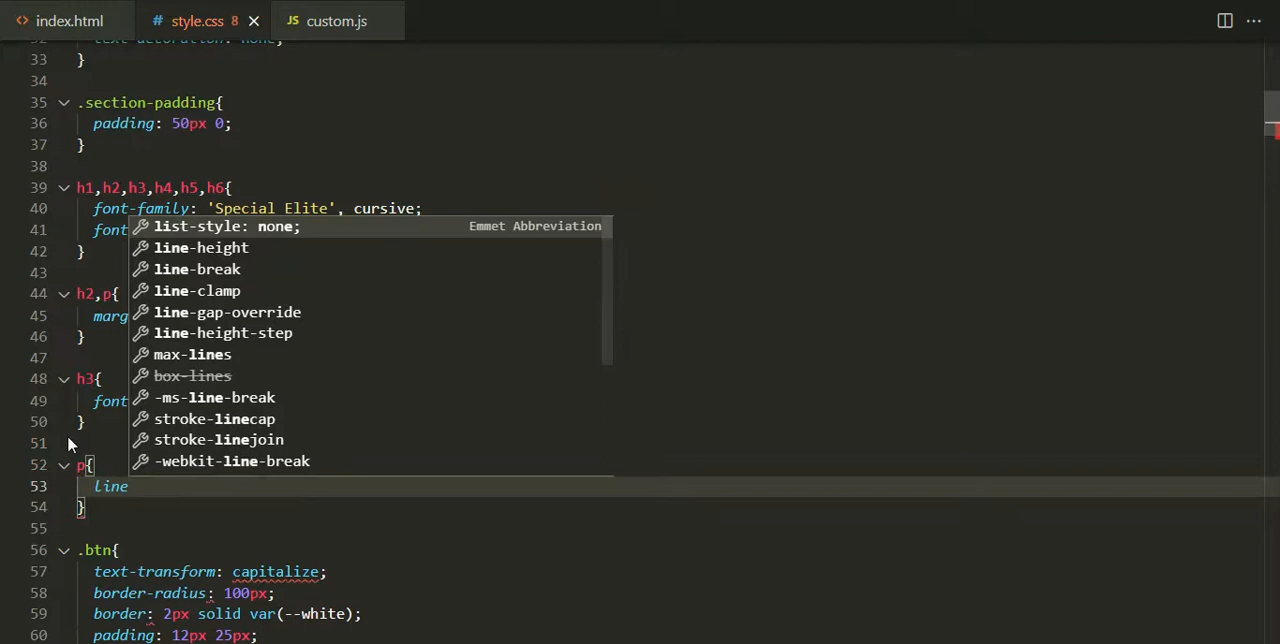 index.html
style.css 8
JS custom.js
33 }
34
35 .section-padding{
36 padding: 50px 0;
37 }
38
39 h1,h2,h3,h4,h5,h6{
40 font-family: 'Special Elite', cursive;
41 font
list-style: none; Emmet Abbreviation
42 }
line-height
43
line-break
44 h2,p{
line-clamp
45 marg
line-gap-override
46 }
line-height-step
47
max-lines
48 h3{
box-lines
49 font
-ms-line-break
50 }
stroke-linecap
51
stroke-linejoin
52 p{
-webkit-line-break
53 line
54 }
55
56 .btn{
57 text-transform: capitalize;
58 border-radius: 100px;
59 border: 2px solid var(--white);
60 padding: 12px 25px;